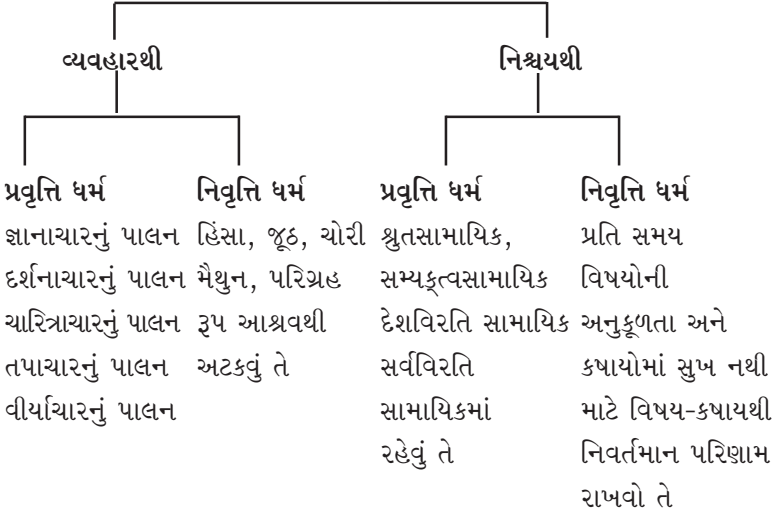 વ્યવહારથી
નિશ્ચયથી
પ્રવૃત્તિ ધર્મ
જ્ઞાનાચારનું પાલન
દર્શનાચારનું પાલન
ચારિત્રાચારનું પાલન
તપાચારનું પાલન
વીર્યાચારનું પાલન
નિવૃત્તિ ધર્મ
હિંસા, જૂઠ, ચોરી
મૈથુન, પરિગ્રહ
રૂપ આશ્રવથી
અટકવું તે
પ્રવૃત્તિ ધર્મ
શ્રુતસામાયિક,
સમ્યક્ત્વસામાયિક
દેશવિરતિ સામાયિક
સર્વવિરતિ
સામાયિકમાં
રહેવું તે
નિવૃત્તિ ધર્મ
પ્રતિ સમય
વિષયોની
અનુકૂળતા અને
કષાયોમાં સુખ નથી
માટે વિષય-કષાયથી
નિવર્તમાન પરિણામ
રાખવો તે